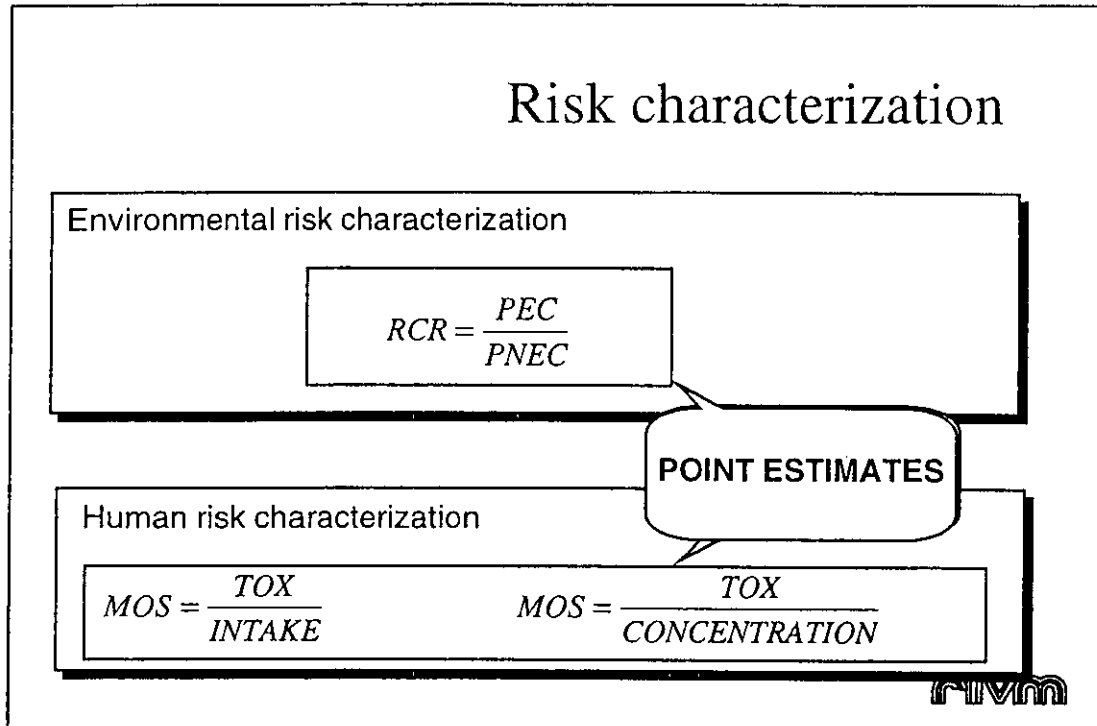 Risk characterization
Environmental risk characterization
RCR = PEC / PNEC
POINT ESTIMATES
Human risk characterization
MOS = TOX / INTAKE
MOS = TOX / CONCENTRATION
rivm